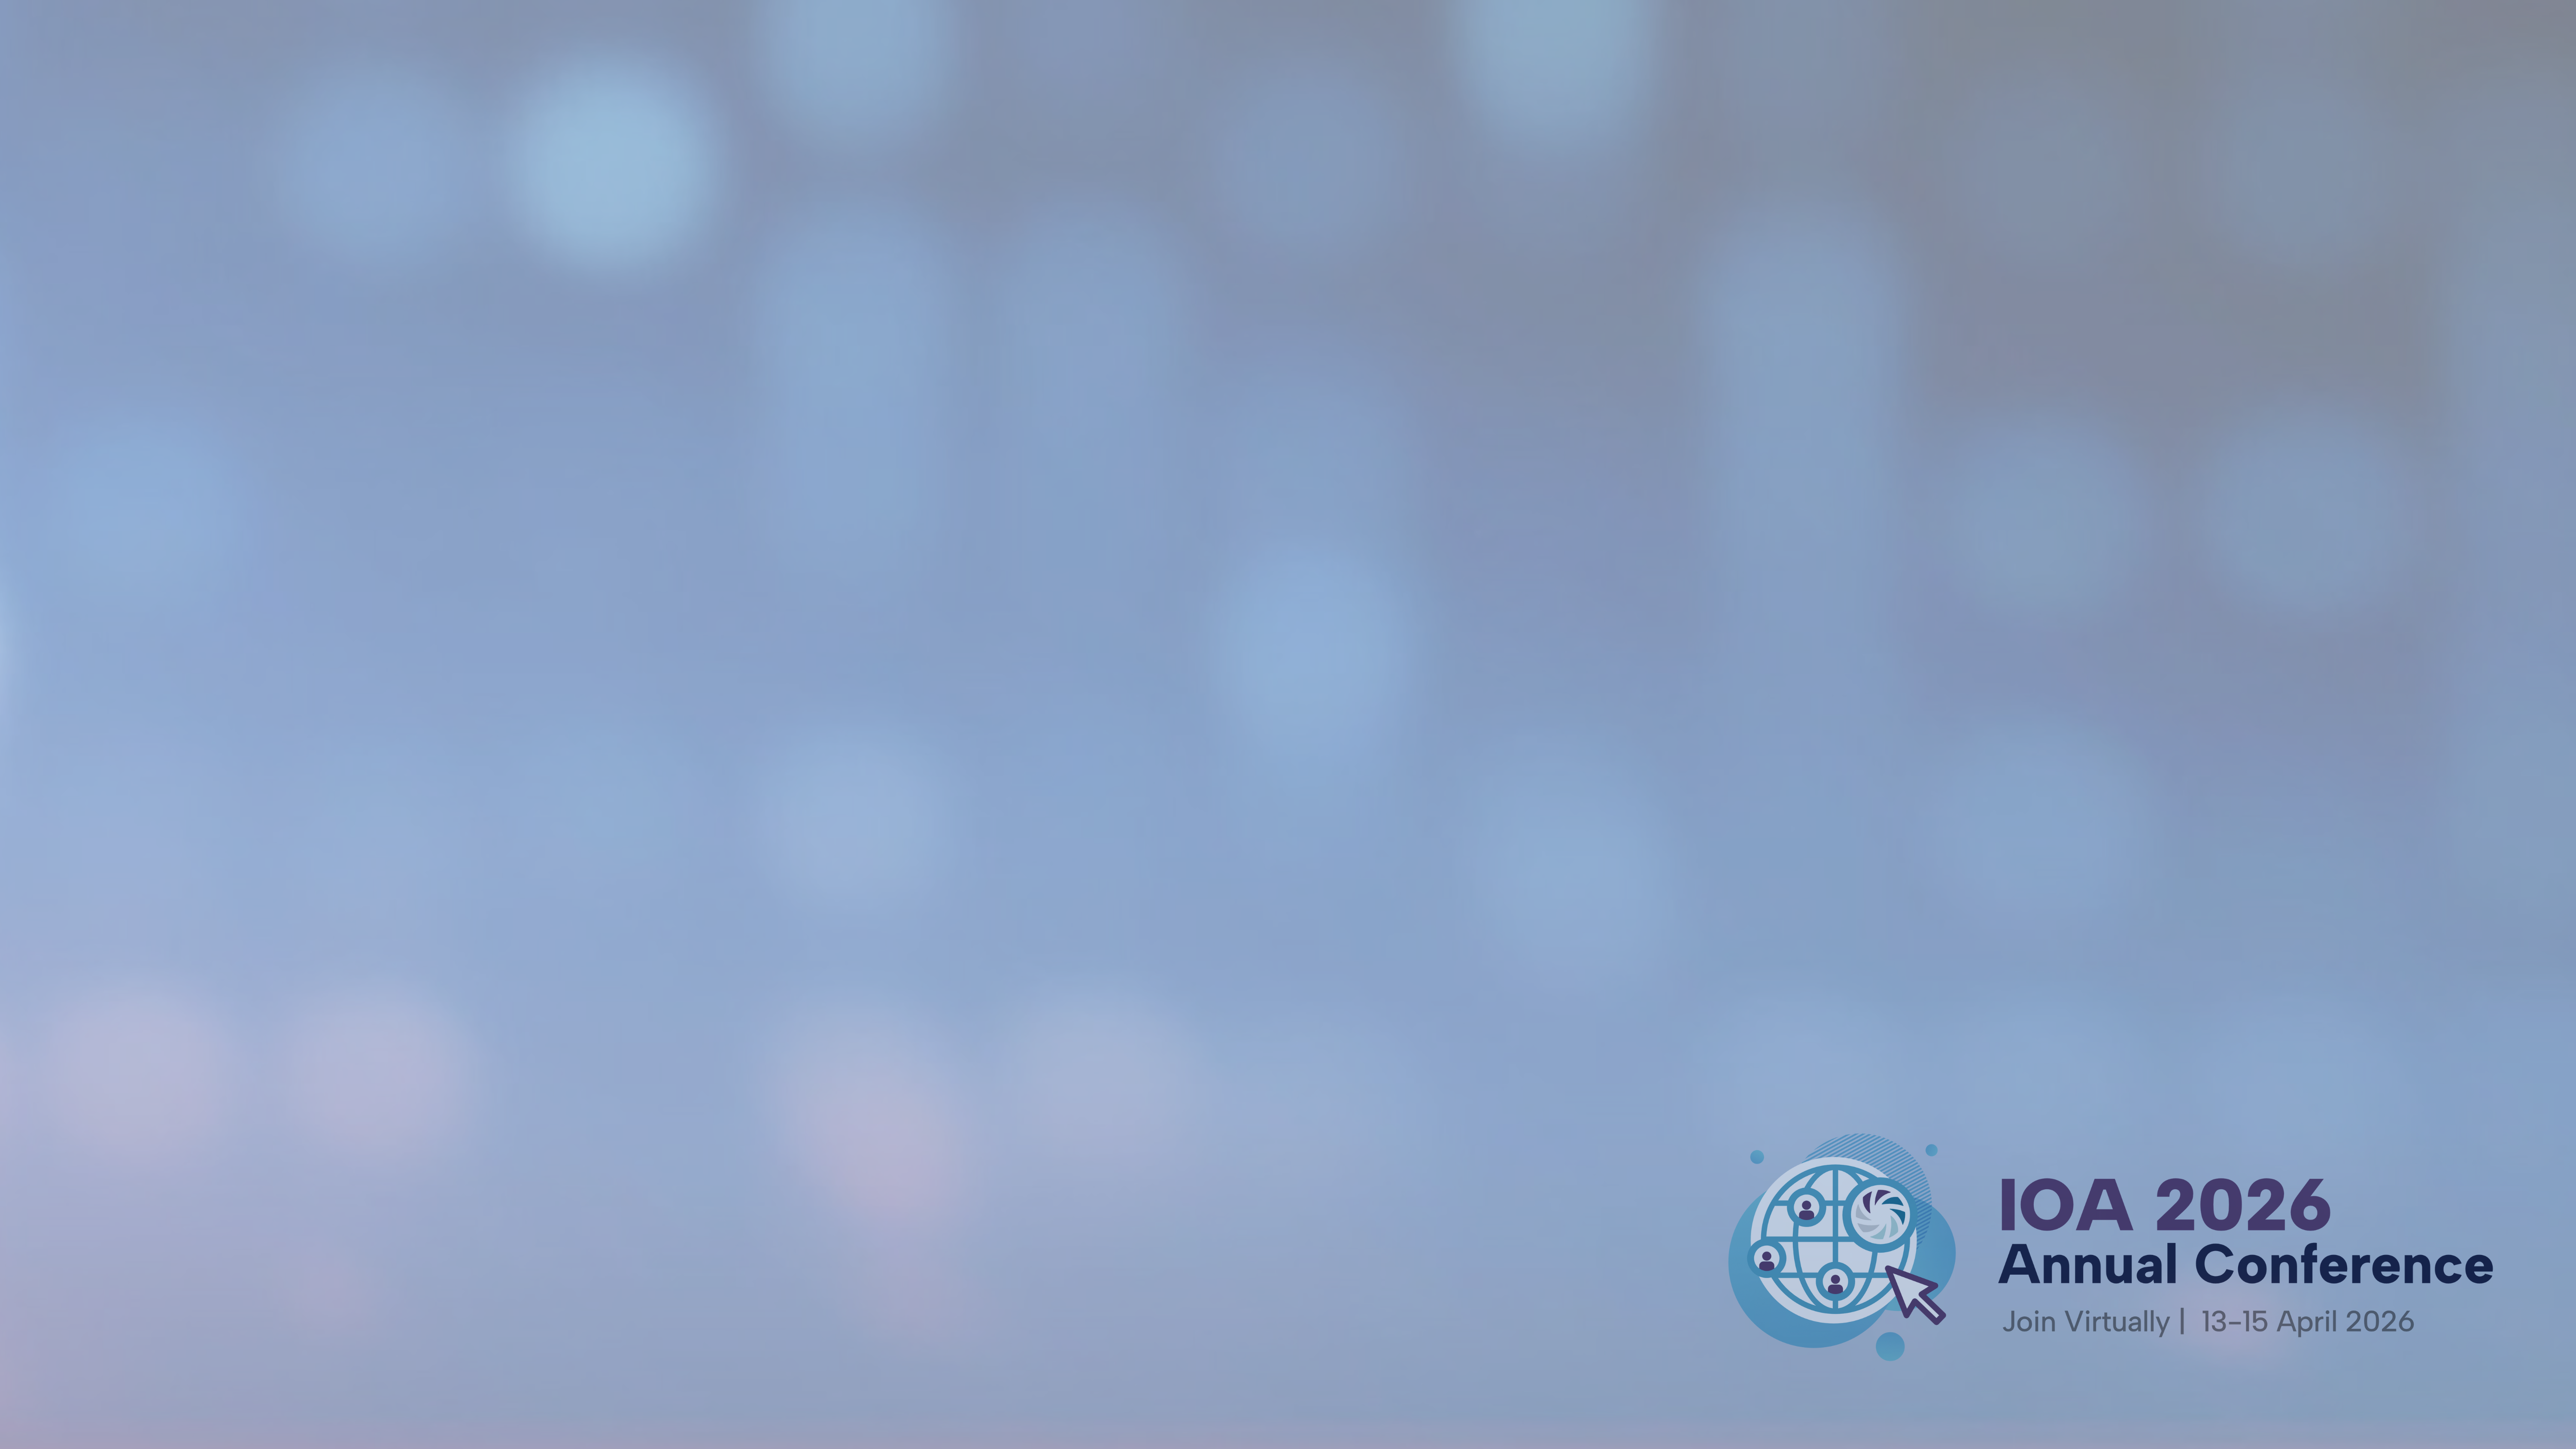 IOA 2026
Annual Conference
Join Virtually | 13-15 April 2026